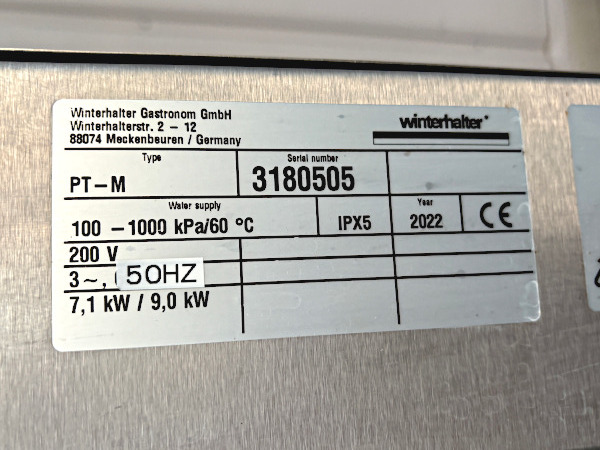 Winterhalter Gastronom GmbH
Winterhalterstr. 2 – 12
88074 Meckenbeuren / Germany
winterhalter
Type
Serial number
PT-M
3180505
Water supply
Year
100 –1000 kPa/60 °C
IPX5
2022
CE
200 V
3~, 50HZ
7,1 kW / 9,0 kW